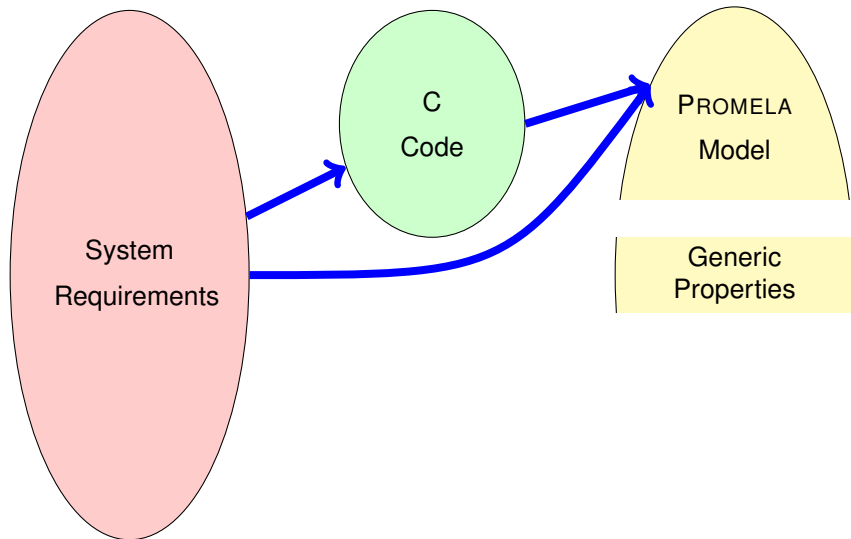 System
Requirements
C
Code
PROMELA
Model
Generic
Properties